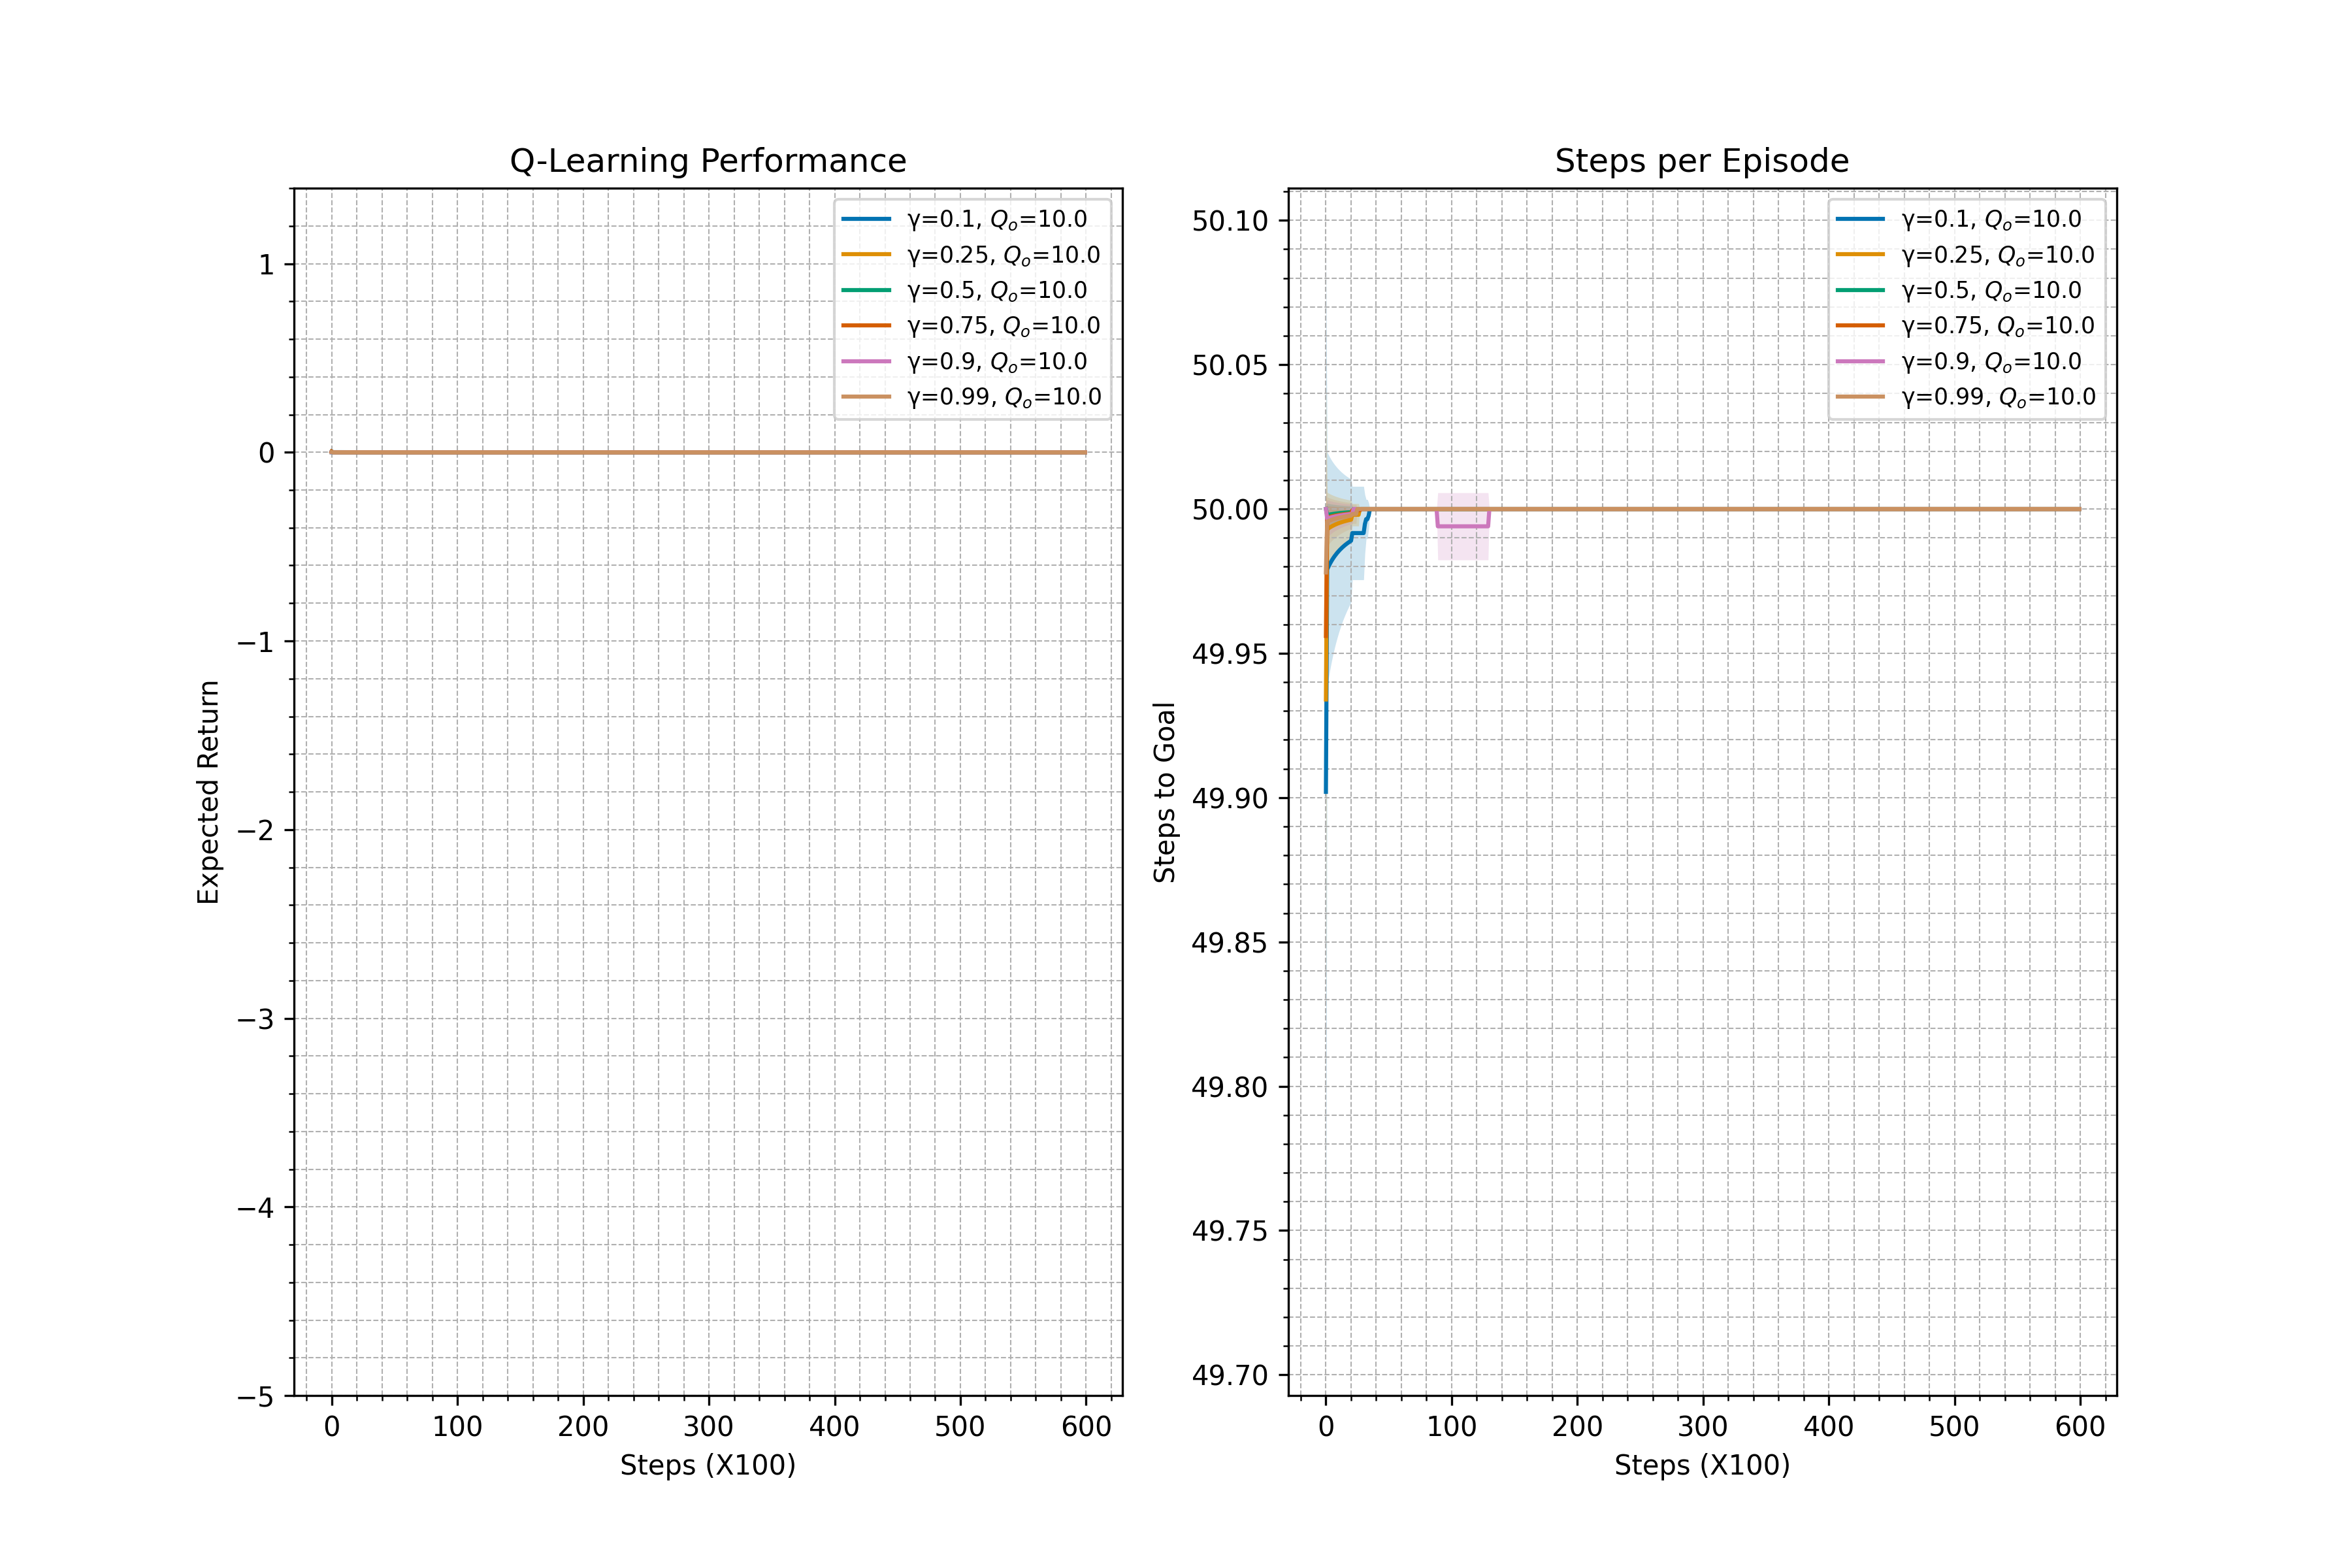 Q-Learning Performance
Expected Return
1
0
−1
−2
−3
−4
−5
γ=0.1, Qₒ=10.0
γ=0.25, Qₒ=10.0
γ=0.5, Qₒ=10.0
γ=0.75, Qₒ=10.0
γ=0.9, Qₒ=10.0
γ=0.99, Qₒ=10.0
0 100 200 300 400 500 600
Steps (X100)
Steps per Episode
Steps to Goal
50.10
50.05
50.00
49.95
49.90
49.85
49.80
49.75
49.70
γ=0.1, Qₒ=10.0
γ=0.25, Qₒ=10.0
γ=0.5, Qₒ=10.0
γ=0.75, Qₒ=10.0
γ=0.9, Qₒ=10.0
γ=0.99, Qₒ=10.0
0 100 200 300 400 500 600
Steps (X100)